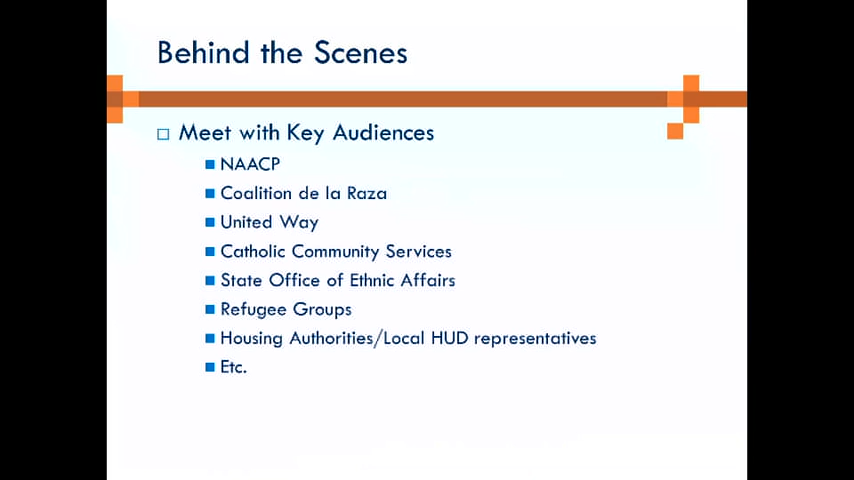 Behind the Scenes
Meet with Key Audiences
NAACP
Coalition de la Raza
United Way
Catholic Community Services
State Office of Ethnic Affairs
Refugee Groups
Housing Authorities/Local HUD representatives
Etc.